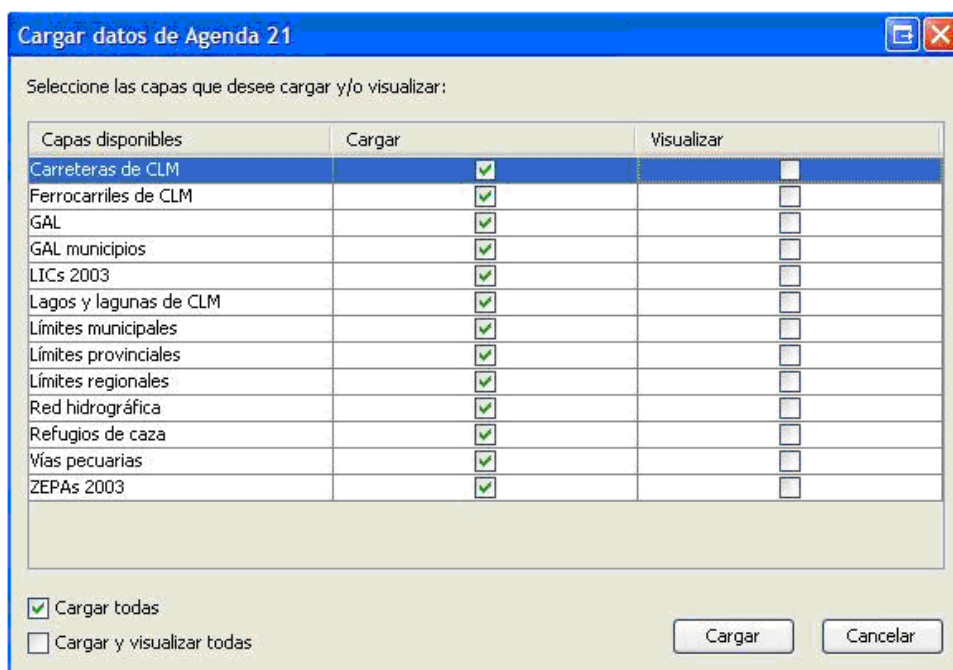 Cargar datos de Agenda 21
Seleccione las capas que desee cargar y/o visualizar:
Capas disponibles Cargar Visualizar
Carreteras de CLM
Ferrocarriles de CLM
GAL
GAL municipios
LICs 2003
Lagos y lagunas de CLM
Límites municipales
Límites provinciales
Límites regionales
Red hidrográfica
Refugios de caza
Vías pecuarias
ZEPAs 2003
Cargar todas
Cargar y visualizar todas
Cargar Cancelar